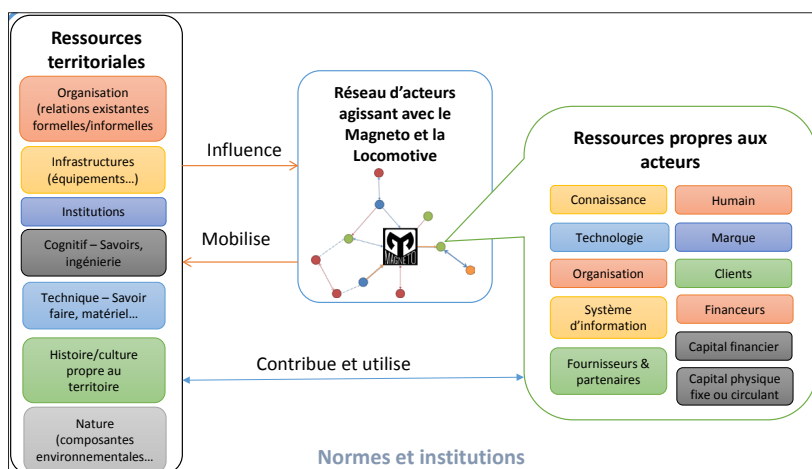 Ressources
territoriales
Organisation
(relations existantes
formelles/informelles
Infrastructures
(équipements…)
Institutions
Cognitif – Savoirs,
ingénierie
Technique – Savoir
faire, matériel…
Histoire/culture
propre au
territoire
Nature
(composantes
environnementales…
Influence
Mobilise
Contribue et utilise
Réseau d'acteurs
agissant avec le
Magneto et la
Locomotive
MAGNETO
Ressources propres aux
acteurs
Connaissance
Humain
Technologie
Marque
Organisation
Clients
Système
d'information
Financeurs
Fournisseurs &
partenaires
Capital financier
Capital physique
fixe ou circulant
Normes et institutions